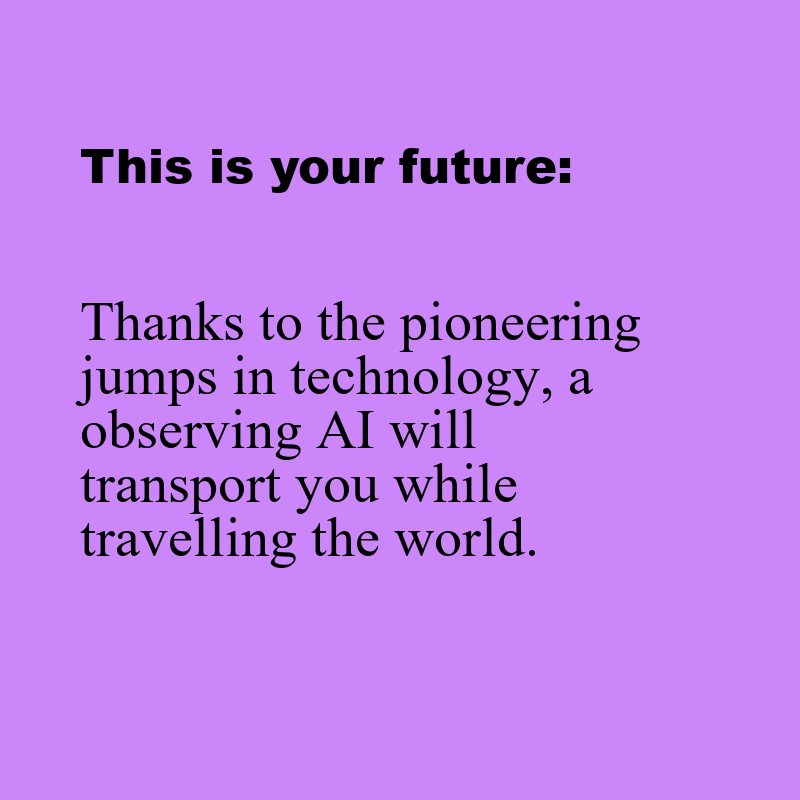 This is your future:
Thanks to the pioneering
jumps in technology, a
observing AI will
transport you while
travelling the world.